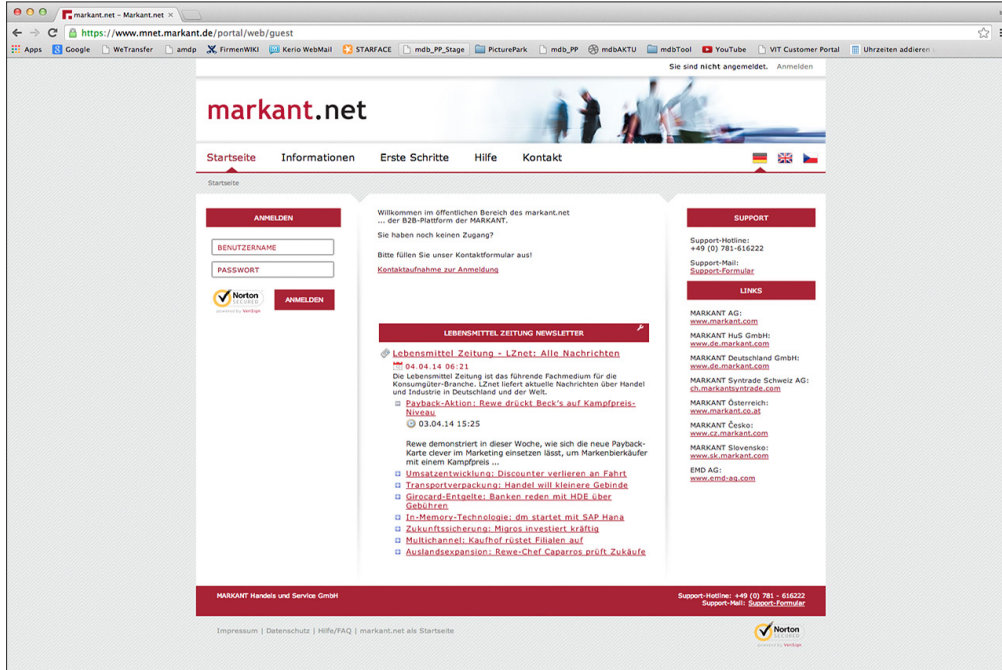 markant.net – Markant.net ×
https://www.mnet.markant.de/portal/web/guest
Apps Google WeTransfer amdp FirmenWIKI Kerio WebMail STARFACE mdb_PP_Stage PicturePark mdb_PP mdbAKTU mdbTool YouTube VIT Customer Portal Uhrzeiten addieren
Sie sind nicht angemeldet. Anmelden
markant.net
Startseite Informationen Erste Schritte Hilfe Kontakt
Startseite
ANMELDEN
BENUTZERNAME
PASSWORT
Norton
SECURED
powered by VeriSign
ANMELDEN
Willkommen im öffentlichen Bereich des markant.net
... der B2B-Plattform der MARKANT.
Sie haben noch keinen Zugang?
Bitte füllen Sie unser Kontaktformular aus!
Kontaktaufnahme zur Anmeldung
LEBENSMITTEL ZEITUNG NEWSLETTER
Lebensmittel Zeitung - LZnet: Alle Nachrichten
04.04.14 06:21
Die Lebensmittel Zeitung ist das führende Fachmedium für die
Konsumgüter-Branche. LZnet liefert aktuelle Nachrichten über Handel
und Industrie in Deutschland und der Welt.
Payback-Aktion: Rewe drückt Beck's auf Kampfpreis-
Niveau
03.04.14 15:25
Rewe demonstriert in dieser Woche, wie sich die neue Payback-
Karte clever im Marketing einsetzen lässt, um Markenbierkäufer
mit einem Kampfpreis ...
Umsatzentwicklung: Discounter verlieren an Fahrt
Transportverpackung: Handel will kleinere Gebinde
Girocard-Entgelte: Banken reden mit HDE über
Gebühren
In-Memory-Technologie: dm startet mit SAP Hana
Zukunftssicherung: Migros investiert kräftig
Multichannel: Kaufhof rüstet Filialen auf
Auslandsexpansion: Rewe-Chef Caparros prüft Zukäufe
SUPPORT
Support-Hotline:
+49 (0) 781-616222
Support-Mail:
Support-Formular
LINKS
MARKANT AG:
www.markant.com
MARKANT HuS GmbH:
www.de.markant.com
MARKANT Deutschland GmbH:
www.de.markant.com
MARKANT Syntrade Schweiz AG:
ch.markantsyntrade.com
MARKANT Österreich:
www.markant.co.at
MARKANT Česko:
www.cz.markant.com
MARKANT Slovensko:
www.sk.markant.com
EMD AG:
www.emd-ag.com
MARKANT Handels und Service GmbH
Support-Hotline: +49 (0) 781 - 616222
Support-Mail: Support-Formular
Impressum | Datenschutz | Hilfe/FAQ | markant.net als Startseite
Norton
SECURED
powered by VeriSign